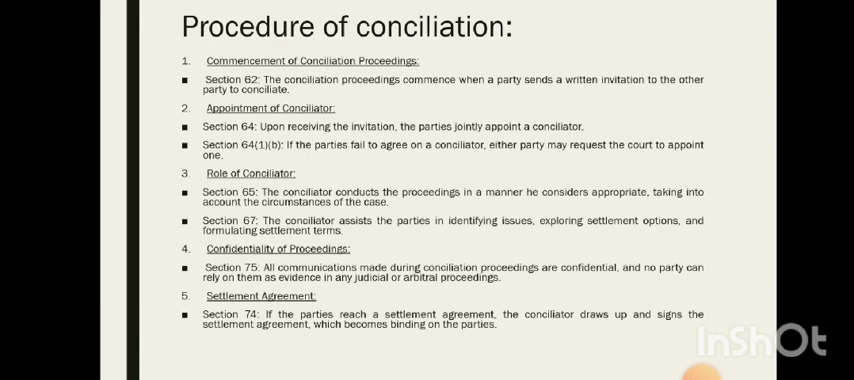 Procedure of conciliation:
1. Commencement of Conciliation Proceedings:
■ Section 62: The conciliation proceedings commence when a party sends a written invitation to the other
party to conciliate.
2. Appointment of Conciliator:
■ Section 64: Upon receiving the invitation, the parties jointly appoint a conciliator.
■ Section 64(1)(b): If the parties fail to agree on a conciliator, either party may request the court to appoint
one.
3. Role of Conciliator:
■ Section 65: The conciliator conducts the proceedings in a manner he considers appropriate, taking into
account the circumstances of the case.
■ Section 67: The conciliator assists the parties in identifying issues, exploring settlement options, and
formulating settlement terms.
4. Confidentiality of Proceedings:
■ Section 75: All communications made during conciliation proceedings are confidential, and no party can
rely on them as evidence in any judicial or arbitral proceedings.
5. Settlement Agreement:
■ Section 74: If the parties reach a settlement agreement, the conciliator draws up and signs the
settlement agreement, which becomes binding on the parties.
InShOt